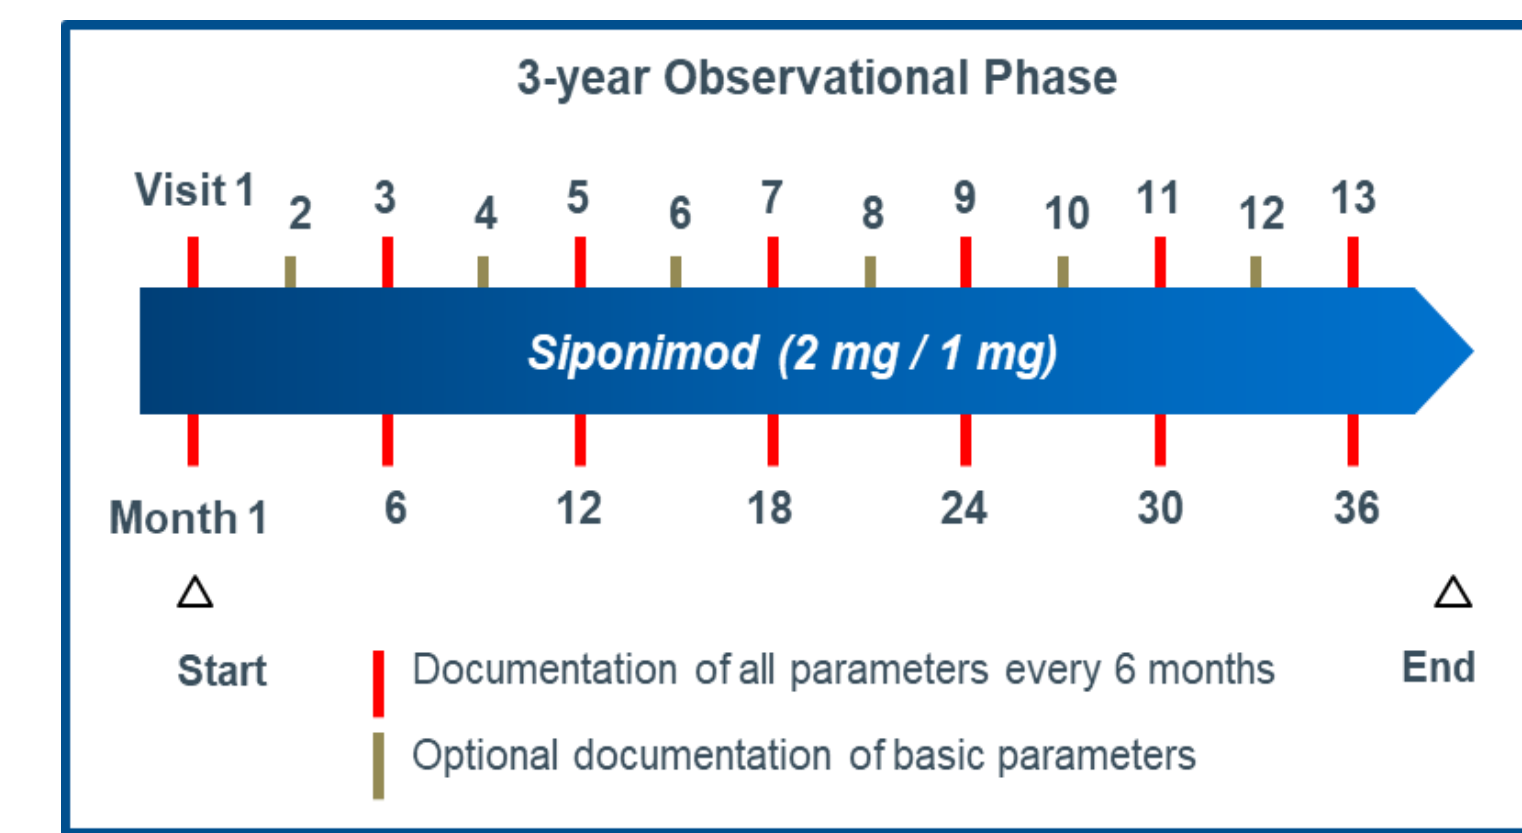 3-year Observational Phase
Visit 1 2 3 4 5 6 7 8 9 10 11 12 13
Siponimod (2 mg / 1 mg)
Month 1 6 12 18 24 30 36
Start End
Documentation of all parameters every 6 months
Optional documentation of basic parameters